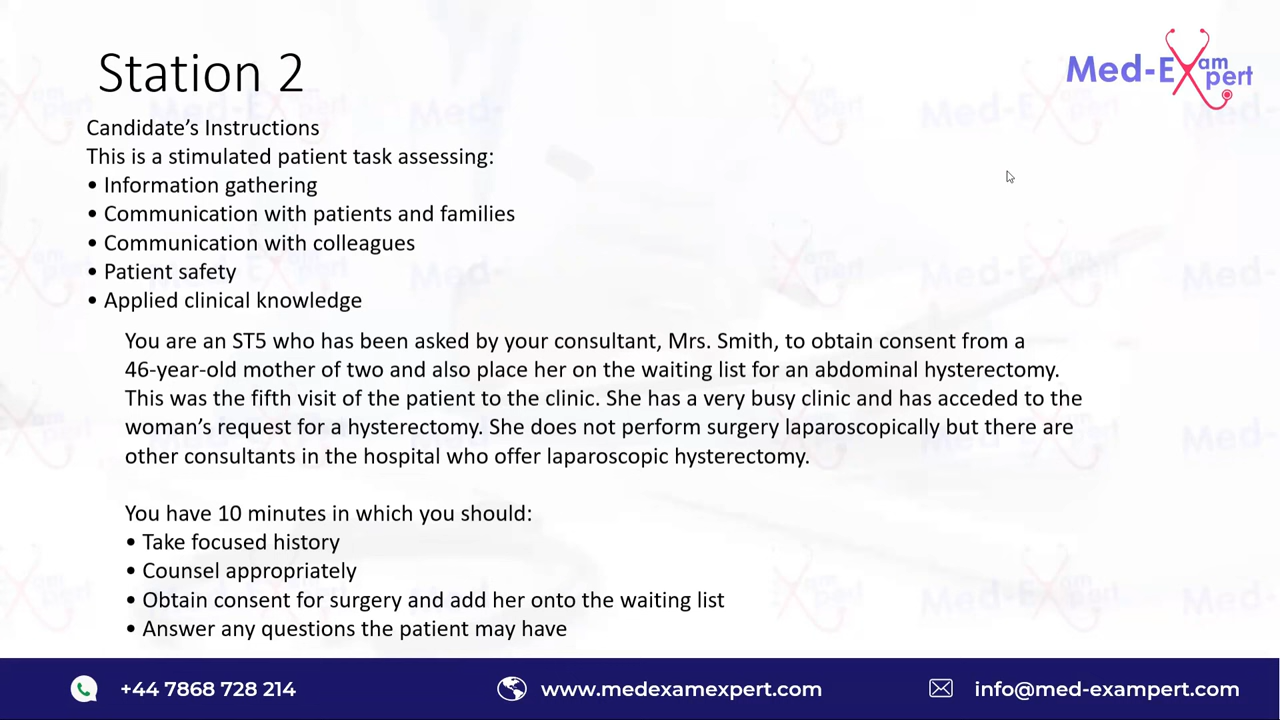 Station 2
Med-Exam
pert
Candidate's Instructions
This is a stimulated patient task assessing:
• Information gathering
• Communication with patients and families
• Communication with colleagues
• Patient safety
• Applied clinical knowledge
You are an ST5 who has been asked by your consultant, Mrs. Smith, to obtain consent from a
46-year-old mother of two and also place her on the waiting list for an abdominal hysterectomy.
This was the fifth visit of the patient to the clinic. She has a very busy clinic and has acceded to the
woman's request for a hysterectomy. She does not perform surgery laparoscopically but there are
other consultants in the hospital who offer laparoscopic hysterectomy.
You have 10 minutes in which you should:
• Take focused history
• Counsel appropriately
• Obtain consent for surgery and add her onto the waiting list
• Answer any questions the patient may have
+44 7868 728 214
www.medexamexpert.com
info@med-exampert.com